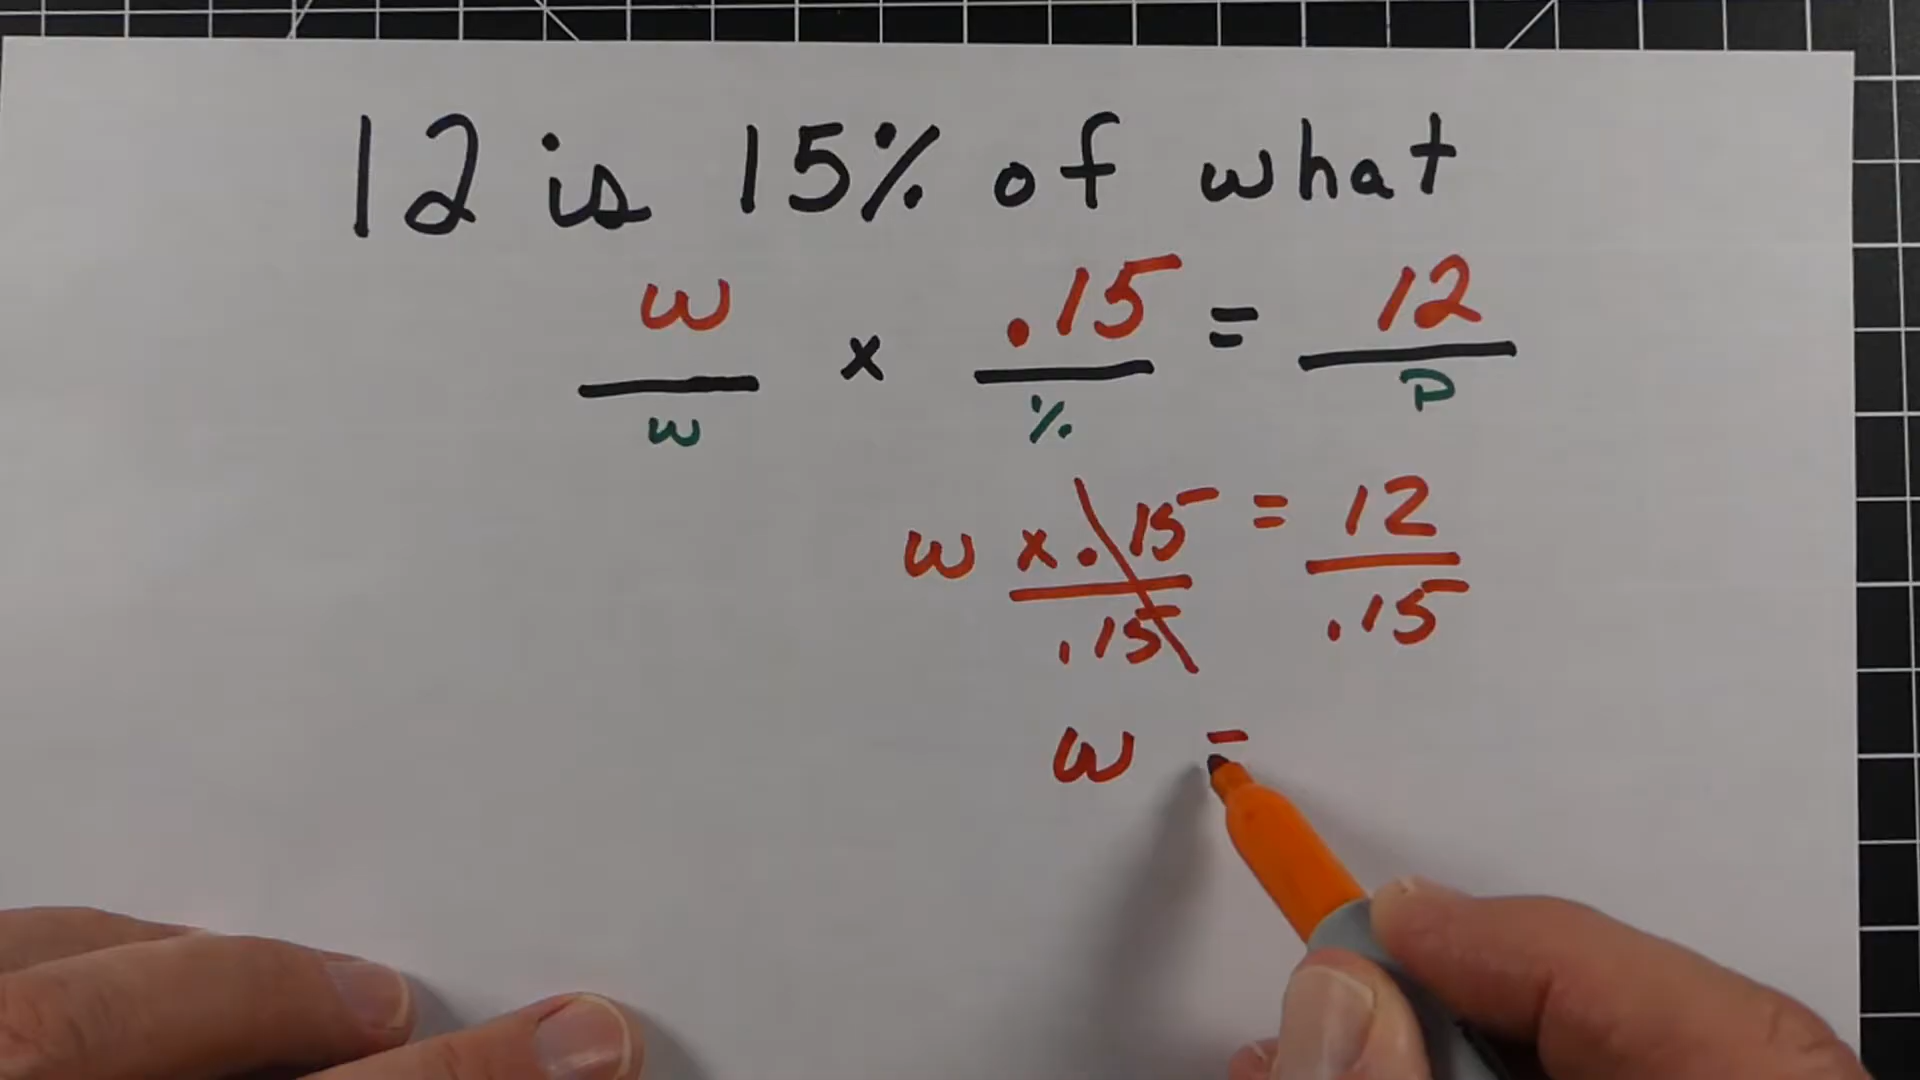 12 is 15% of what
w x .15 = 12
w % P
w x .15 = 12
.15 .15
w =